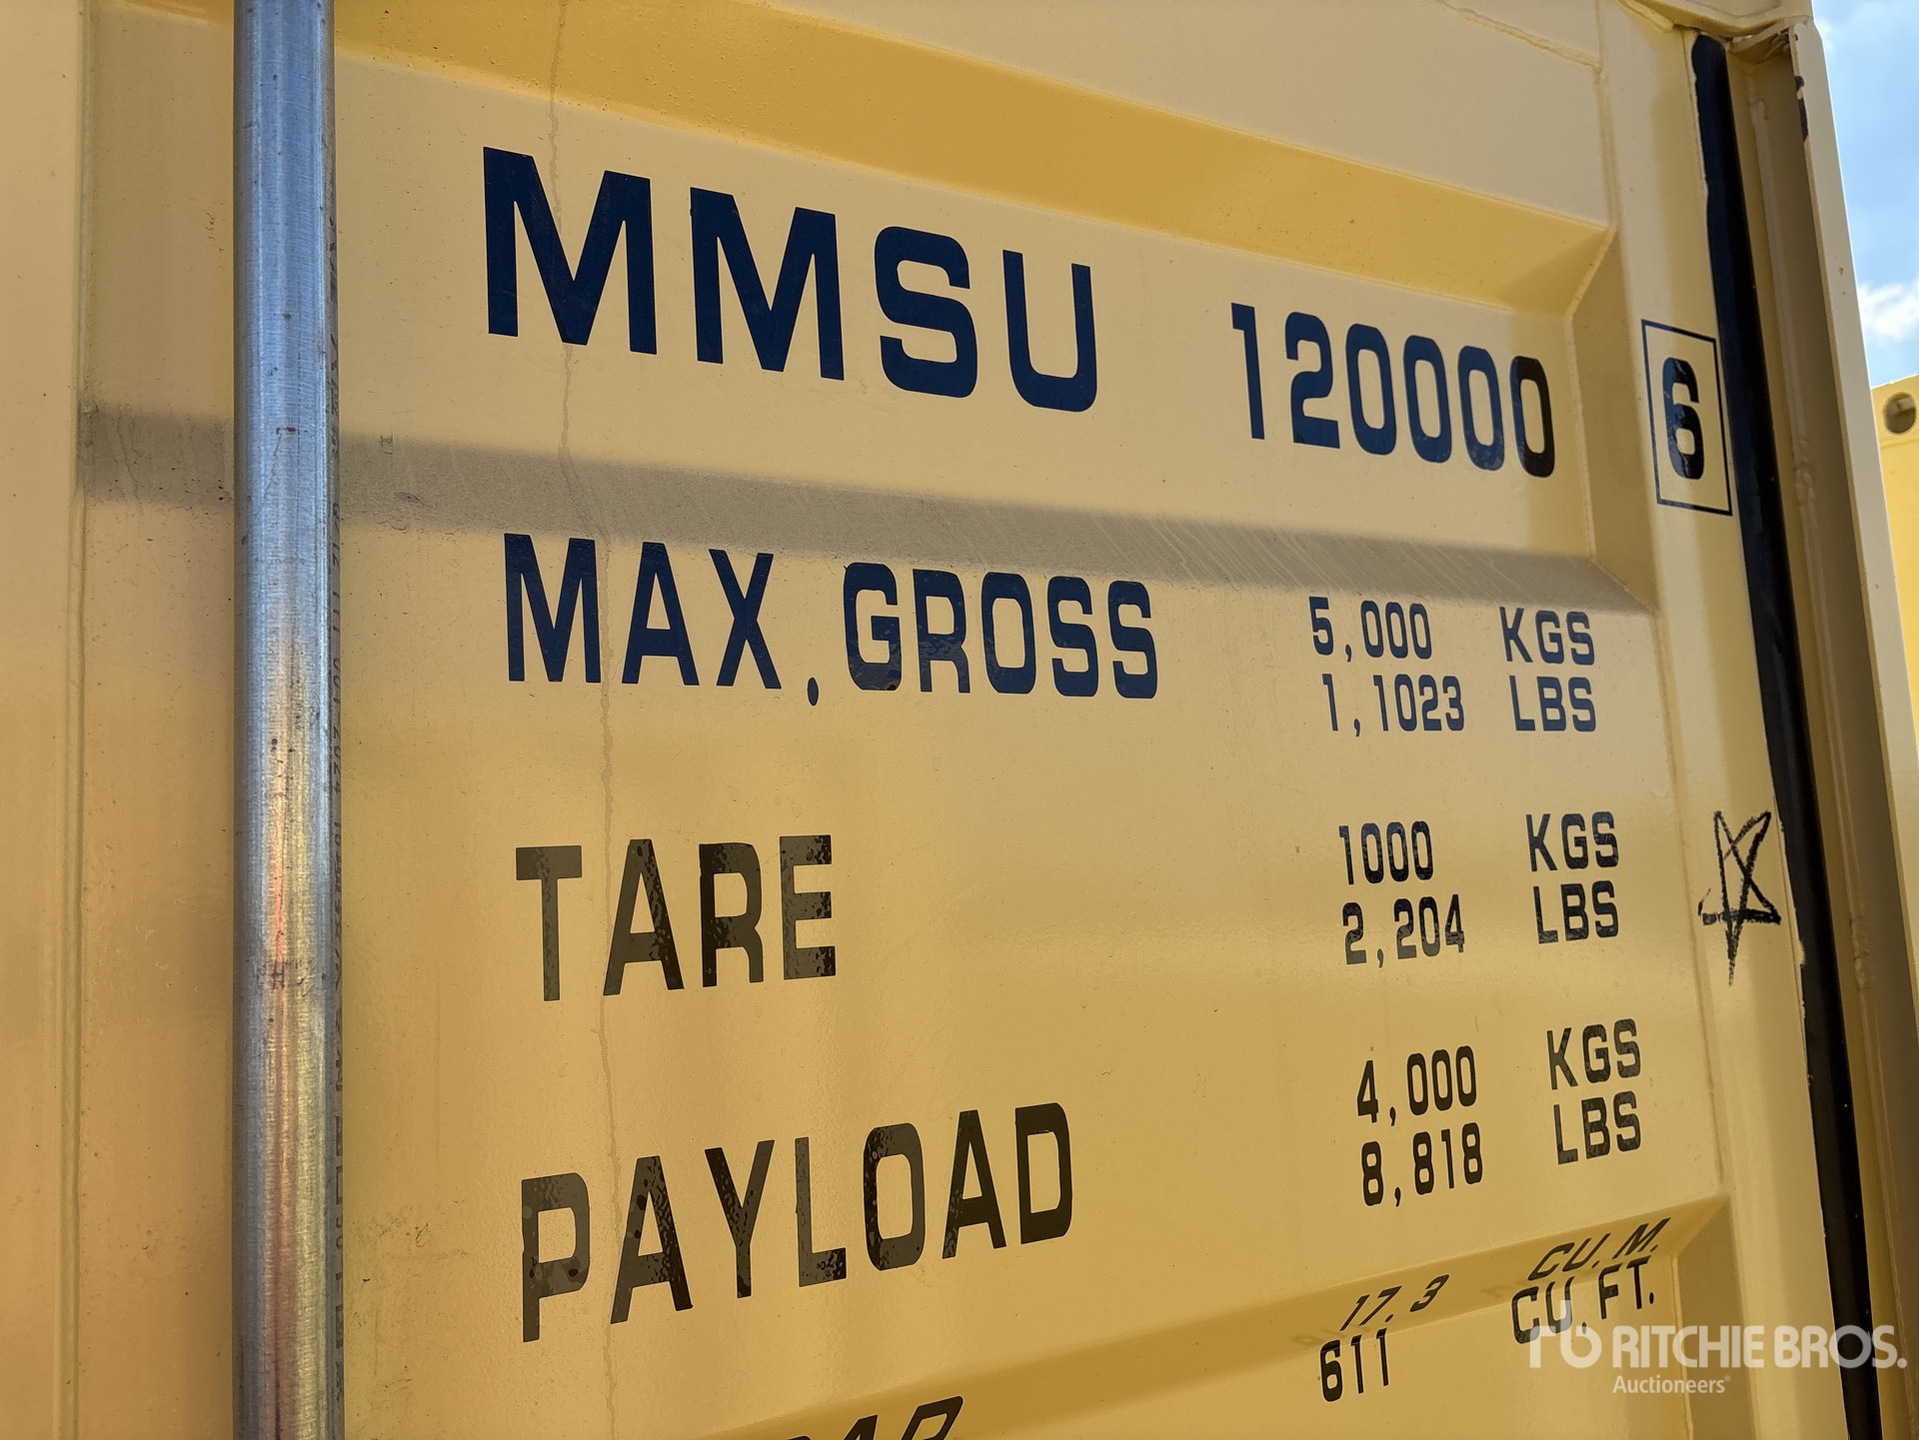 MMSU 120000 6
MAX.GROSS 5,000 KGS
1,1023 LBS
TARE 1000 KGS
2,204 LBS
PAYLOAD 4,000 KGS
8,818 LBS
17.3 CU.M.
611 CU.FT.
RITCHIE BROS.
Auctioneers